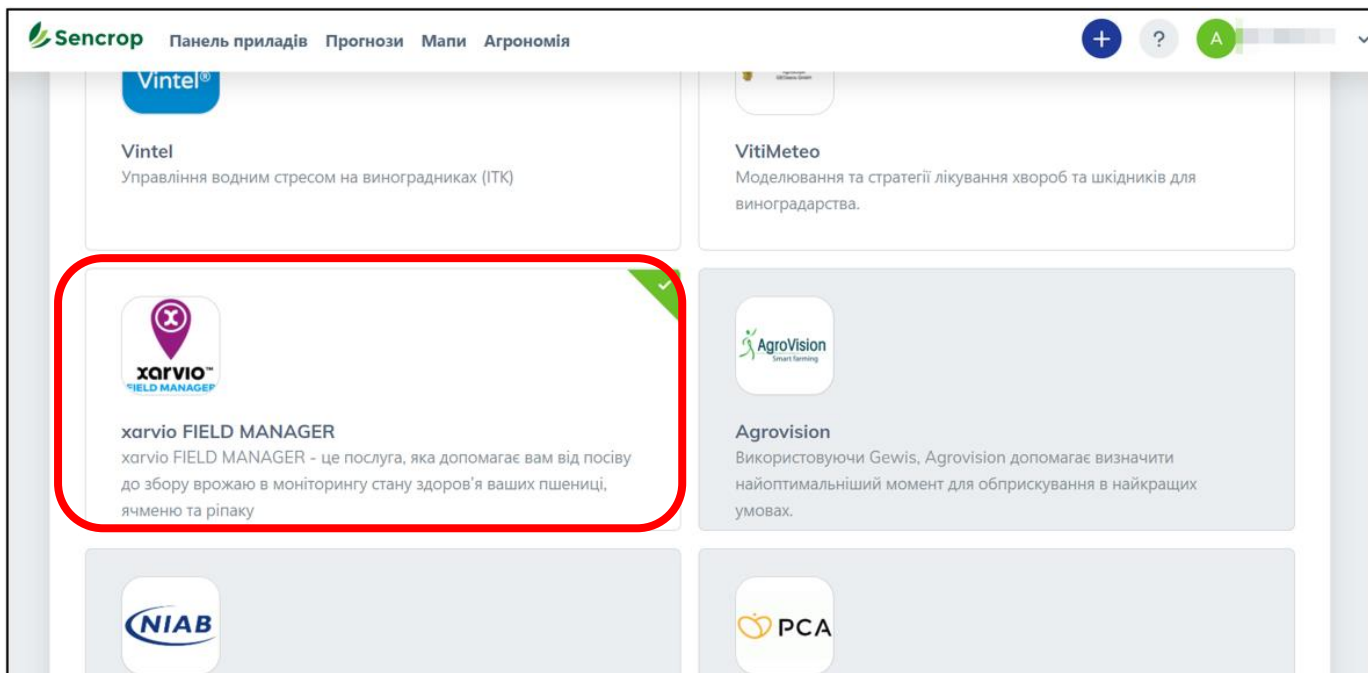 Sencrop Панель приладів Прогнози Мапи Агрономія + ? A
Vintel®
Vintel
Управління водним стресом на виноградниках (ITK)
VitiMeteo
Моделювання та стратегії лікування хвороб та шкідників для
виноградарства.
xarvio™
FIELD MANAGER
xarvio FIELD MANAGER
xarvio FIELD MANAGER - це послуга, яка допомагає вам від посіву
до збору врожаю в моніторингу стану здоров'я ваших пшениці,
ячменю та ріпаку
AgroVision
Smart farming
Agrovision
Використовуючи Gewis, Agrovision допомагає визначити
найоптимальніший момент для обприскування в найкращих
умовах.
NIAB
PCA